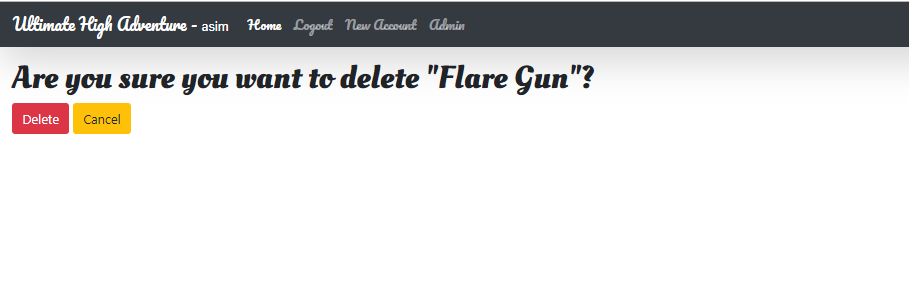 Ultimate High Adventure - asim Home Logout New Account Admin
Are you sure you want to delete "Flare Gun"?
Delete Cancel